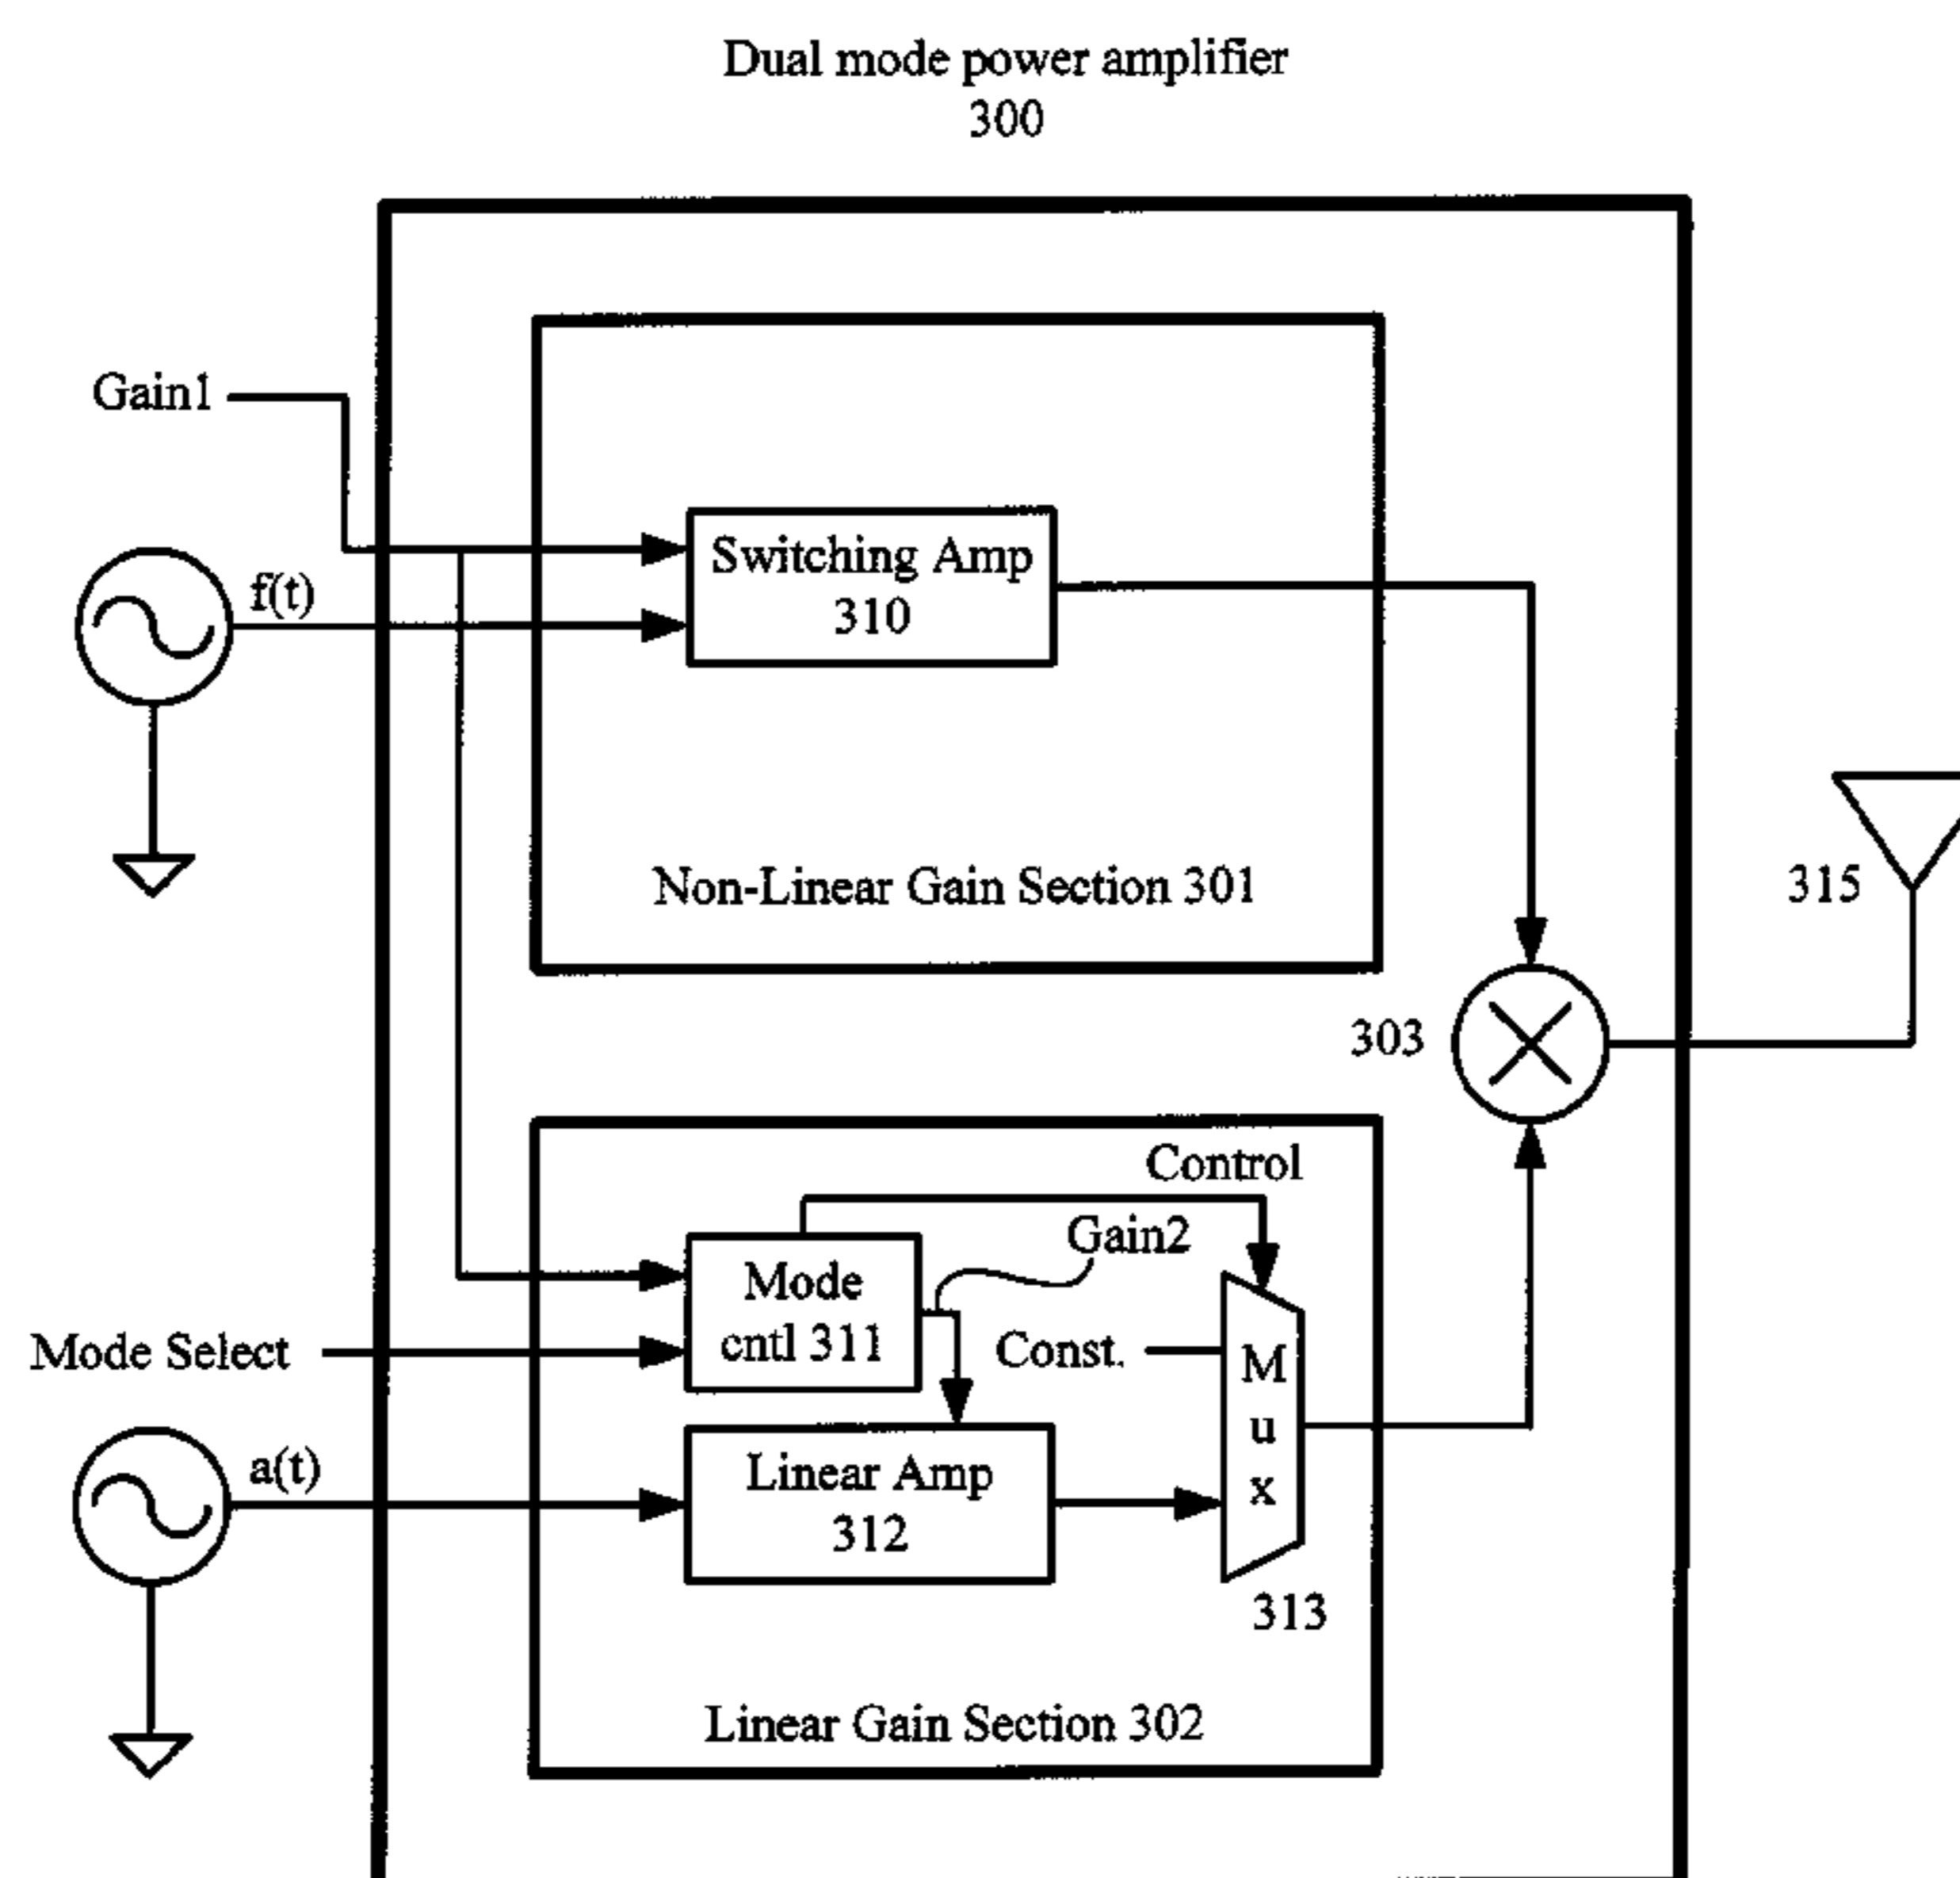 Dual mode power amplifier
300
Gain1
f(t)
Switching Amp
310
Non-Linear Gain Section 301
315
303
Control
Gain2
Mode
cntl 311
Mode Select
Const.
M
u
x
a(t)
Linear Amp
312
313
Linear Gain Section 302